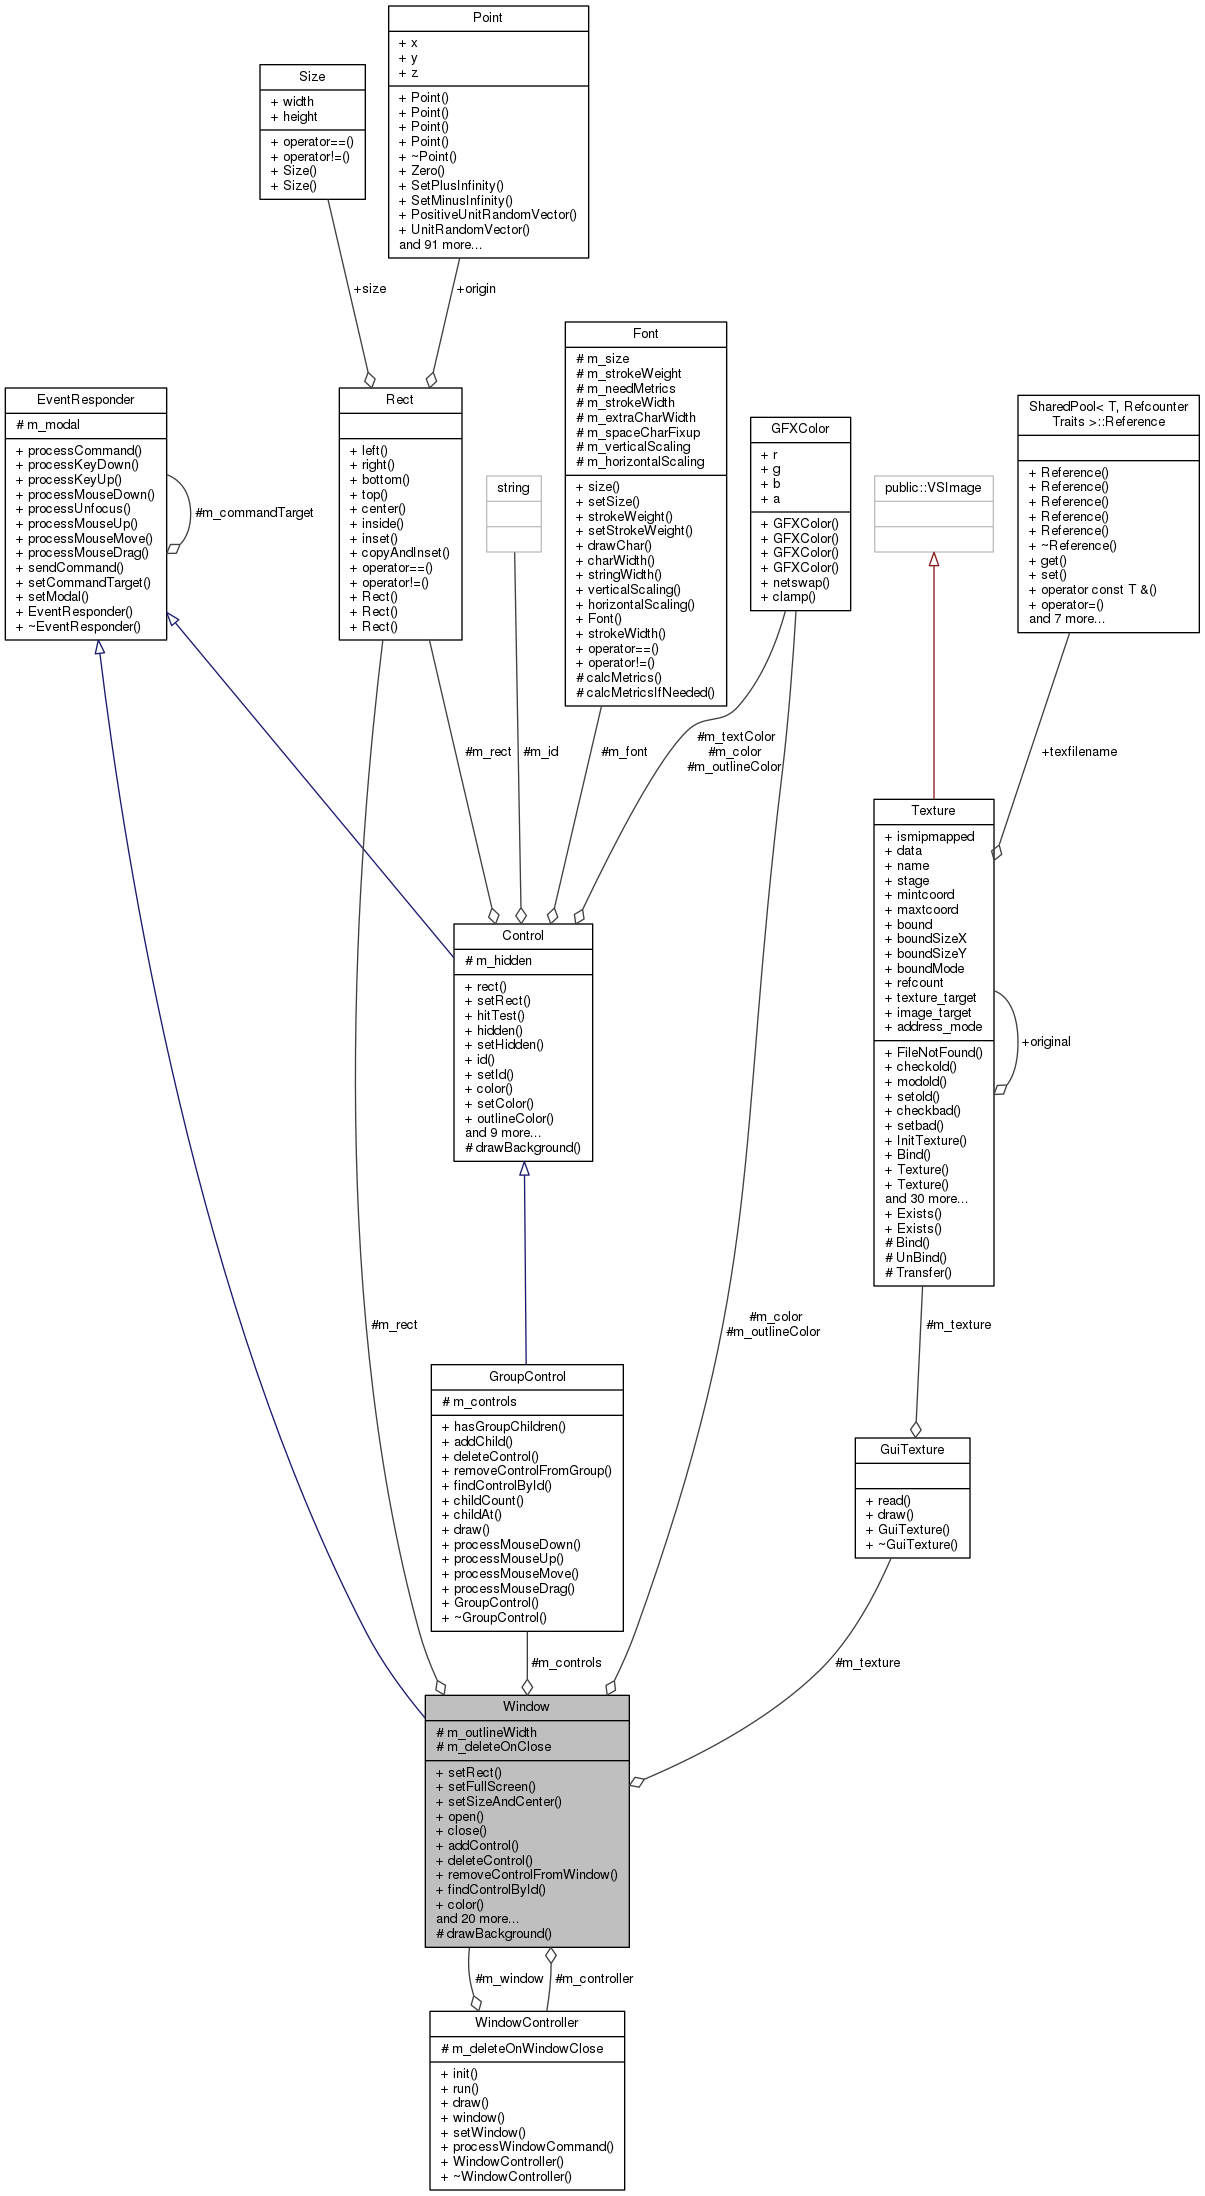 Point
+ x
+ y
+ z
+ Point()
+ Point()
+ Point()
+ Point()
+ ~Point()
+ Zero()
+ SetPlusInfinity()
+ SetMinusInfinity()
+ PositiveUnitRandomVector()
+ UnitRandomVector()
and 91 more...
Size
+ width
+ height
+ operator==()
+ operator!=()
+ Size()
+ Size()
+size
+origin
EventResponder
# m_modal
+ processCommand()
+ processKeyDown()
+ processKeyUp()
+ processMouseDown()
+ processUnfocus()
+ processMouseUp()
+ processMouseMove()
+ processMouseDrag()
+ sendCommand()
+ setCommandTarget()
+ setModal()
+ EventResponder()
+ ~EventResponder()
#m_commandTarget
Rect
+ left()
+ right()
+ bottom()
+ top()
+ center()
+ inside()
+ inset()
+ copyAndInset()
+ operator==()
+ operator!=()
+ Rect()
+ Rect()
+ Rect()
string
Font
# m_size
# m_strokeWeight
# m_needMetrics
# m_strokeWidth
# m_extraCharWidth
# m_spaceCharFixup
# m_verticalScaling
# m_horizontalScaling
+ size()
+ setSize()
+ strokeWeight()
+ setStrokeWeight()
+ drawChar()
+ charWidth()
+ stringWidth()
+ verticalScaling()
+ horizontalScaling()
+ Font()
+ strokeWidth()
+ operator==()
+ operator!=()
# calcMetrics()
# calcMetricsIfNeeded()
GFXColor
+ r
+ g
+ b
+ a
+ GFXColor()
+ GFXColor()
+ GFXColor()
+ GFXColor()
+ netswap()
+ clamp()
public::VSImage
SharedPool< T, Refcounter
Traits >::Reference
+ Reference()
+ Reference()
+ Reference()
+ Reference()
+ Reference()
+ ~Reference()
+ get()
+ set()
+ operator const T &()
+ operator=()
and 7 more...
#m_rect
#m_id
#m_font
#m_textColor
#m_color
#m_outlineColor
+texfilename
Texture
+ ismipmapped
+ data
+ name
+ stage
+ mintcoord
+ maxtcoord
+ bound
+ boundSizeX
+ boundSizeY
+ boundMode
+ refcount
+ texture_target
+ image_target
+ address_mode
+ FileNotFound()
+ checkold()
+ modold()
+ setold()
+ checkbad()
+ setbad()
+ InitTexture()
+ Bind()
+ Texture()
+ Texture()
and 30 more...
+ Exists()
+ Exists()
# Bind()
# UnBind()
# Transfer()
+original
Control
# m_hidden
+ rect()
+ setRect()
+ hitTest()
+ hidden()
+ setHidden()
+ id()
+ setId()
+ color()
+ setColor()
+ outlineColor()
and 9 more...
# drawBackground()
#m_rect
#m_color
#m_outlineColor
#m_texture
GroupControl
# m_controls
+ hasGroupChildren()
+ addChild()
+ deleteControl()
+ removeControlFromGroup()
+ findControlById()
+ childCount()
+ childAt()
+ draw()
+ processMouseDown()
+ processMouseUp()
+ processMouseMove()
+ processMouseDrag()
+ GroupControl()
+ ~GroupControl()
GuiTexture
+ read()
+ draw()
+ GuiTexture()
+ ~GuiTexture()
#m_controls
#m_texture
Window
# m_outlineWidth
# m_deleteOnClose
+ setRect()
+ setFullScreen()
+ setSizeAndCenter()
+ open()
+ close()
+ addControl()
+ deleteControl()
+ removeControlFromWindow()
+ findControlById()
+ color()
and 20 more...
# drawBackground()
#m_window
#m_controller
WindowController
# m_deleteOnWindowClose
+ init()
+ run()
+ draw()
+ window()
+ setWindow()
+ processWindowCommand()
+ WindowController()
+ ~WindowController()